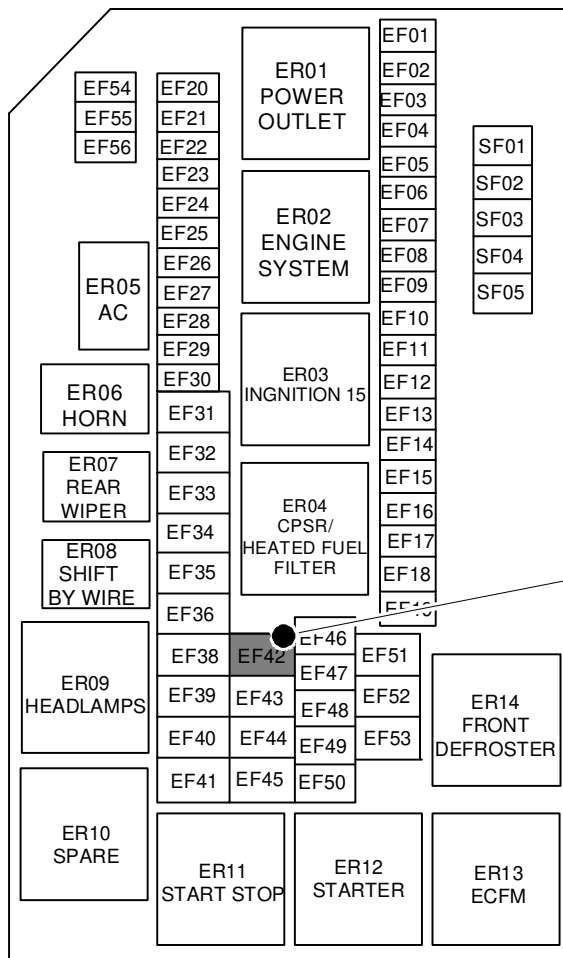 EF54
EF55
EF56
EF20
EF21
EF22
EF23
EF24
EF25
EF26
EF27
EF28
EF29
EF30
EF31
EF32
EF33
EF34
EF35
EF36
EF38
EF39
EF40
EF41
ER01
POWER
OUTLET
ER02
ENGINE
SYSTEM
ER03
INGNITION 15
ER04
CPSR/
HEATED FUEL
FILTER
EF01
EF02
EF03
EF04
EF05
EF06
EF07
EF08
EF09
EF10
EF11
EF12
EF13
EF14
EF15
EF16
EF17
EF18
EF19
SF01
SF02
SF03
SF04
SF05
ER05
AC
ER06
HORN
ER07
REAR
WIPER
ER08
SHIFT
BY WIRE
ER09
HEADLAMPS
ER10
SPARE
EF42
EF43
EF44
EF45
EF46
EF47
EF48
EF49
EF50
EF51
EF52
EF53
ER14
FRONT
DEFROSTER
ER11
START STOP
ER12
STARTER
ER13
ECFM